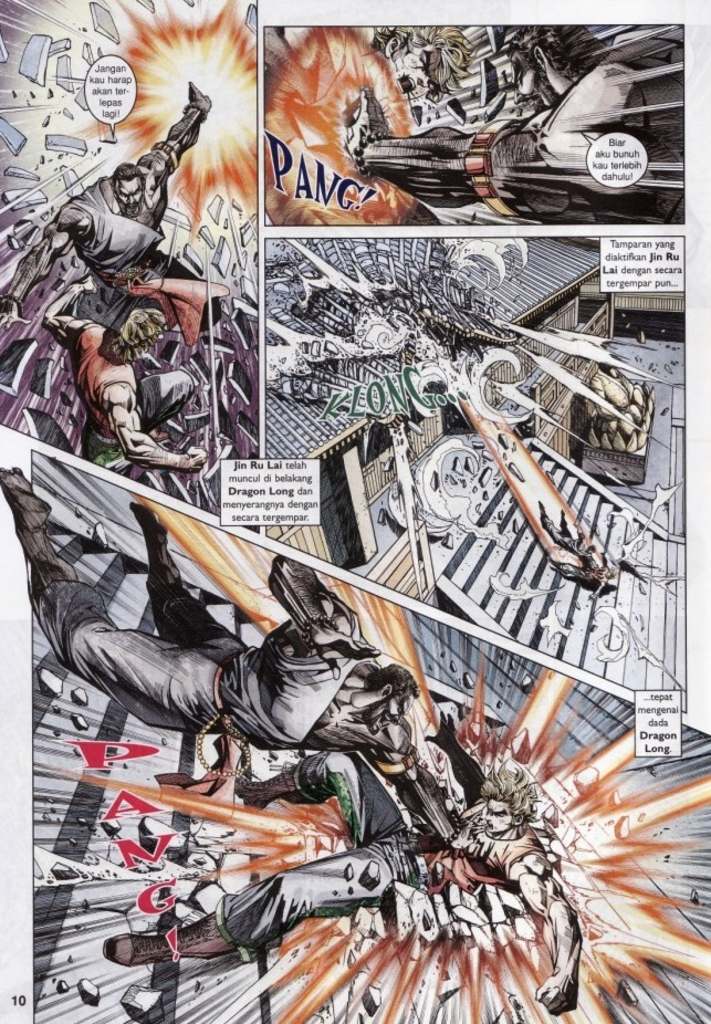 Jangan
kau harap
akan ter-
lepas
lagi!
PANG!
Biar
aku bunuh
kau terlebih
dahulu!
Jin Ru Lai telah
muncul di belakang
Dragon Long dan
menyerangnya dengan
secara tergempar.
Tamparan yang
diaktifkan Jin Ru
Lai dengan secara
tergempar pun...
KLONG...
...tepat
mengenai
dada
Dragon
Long.
PANG!
10